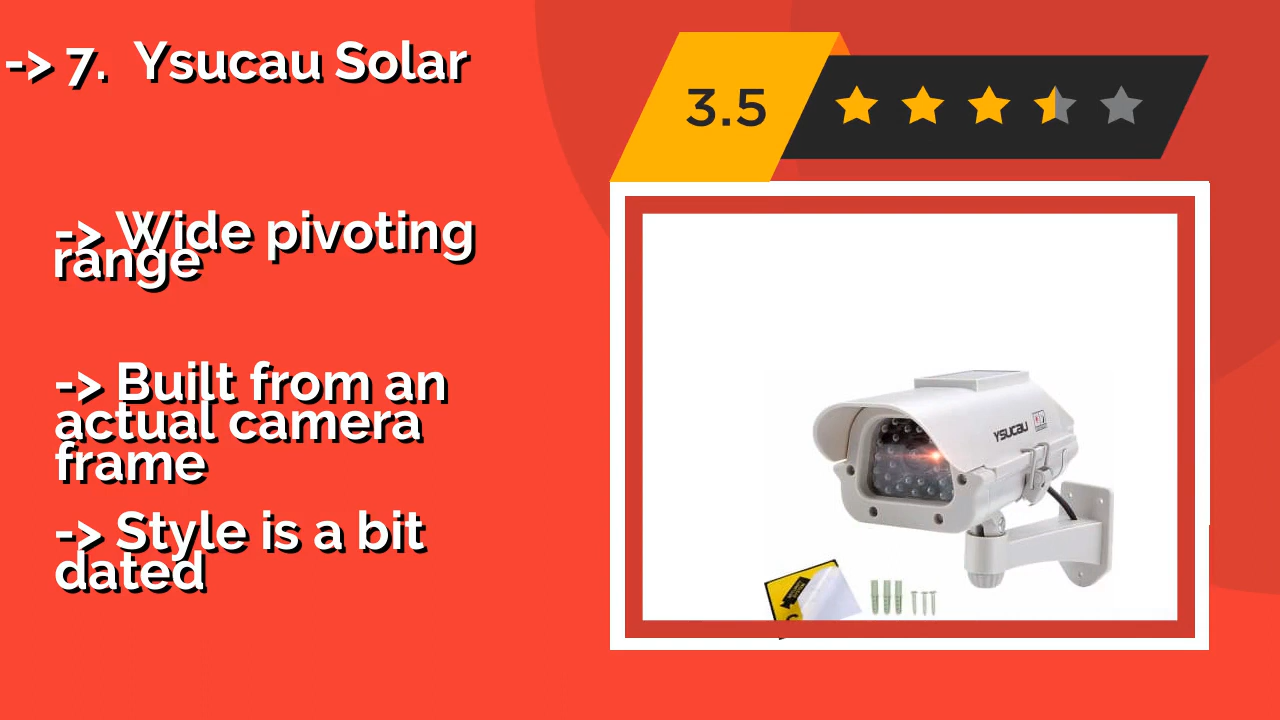 -> 7. Ysucau Solar
3.5
-> Wide pivoting
range
-> Built from an
actual camera
frame
-> Style is a bit
dated
YSUCAU